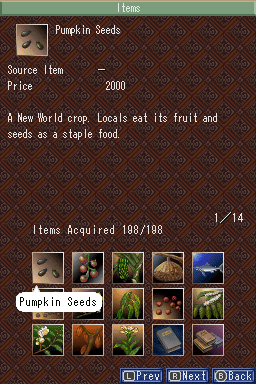 Items
Pumpkin Seeds
Source Item —
Price 2000
A New World crop. Locals eat its fruit and
seeds as a staple food.
1/14
Items Acquired 198/198
Pumpkin Seeds
L Prev R Next B Back